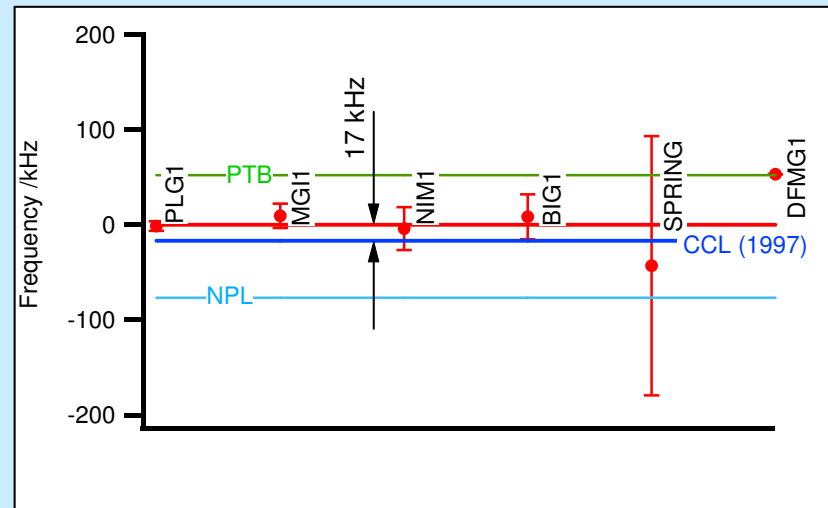 200
100
0
-100
-200
Frequency /kHz
17 kHz
PTB
NPL
CCL (1997)
PLG1
MGI1
NIM1
BIG1
SPRING
DFMG1